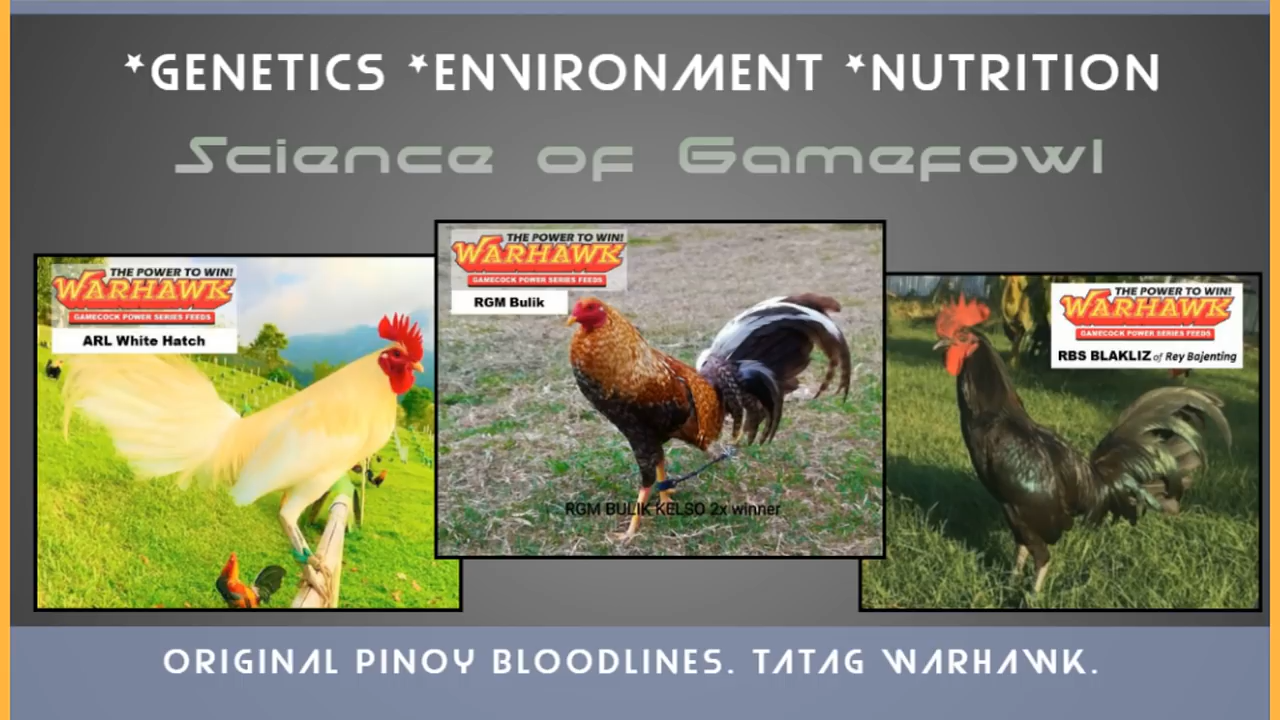 *GENETICS *ENVIRONMENT *NUTRITION
Science of Gamefowl
THE POWER TO WIN!
WARHAWK
GAMECOCK POWER SERIES FEEDS
ARL White Hatch
THE POWER TO WIN!
WARHAWK
GAMECOCK POWER SERIES FEEDS
RGM Bulik
RGM BULIK KELSO 2x winner
THE POWER TO WIN!
WARHAWK
GAMECOCK POWER SERIES FEEDS
RBS BLAKLIZ of Rey Bajenting
ORIGINAL PINOY BLOODLINES. TATAG WARHAWK.